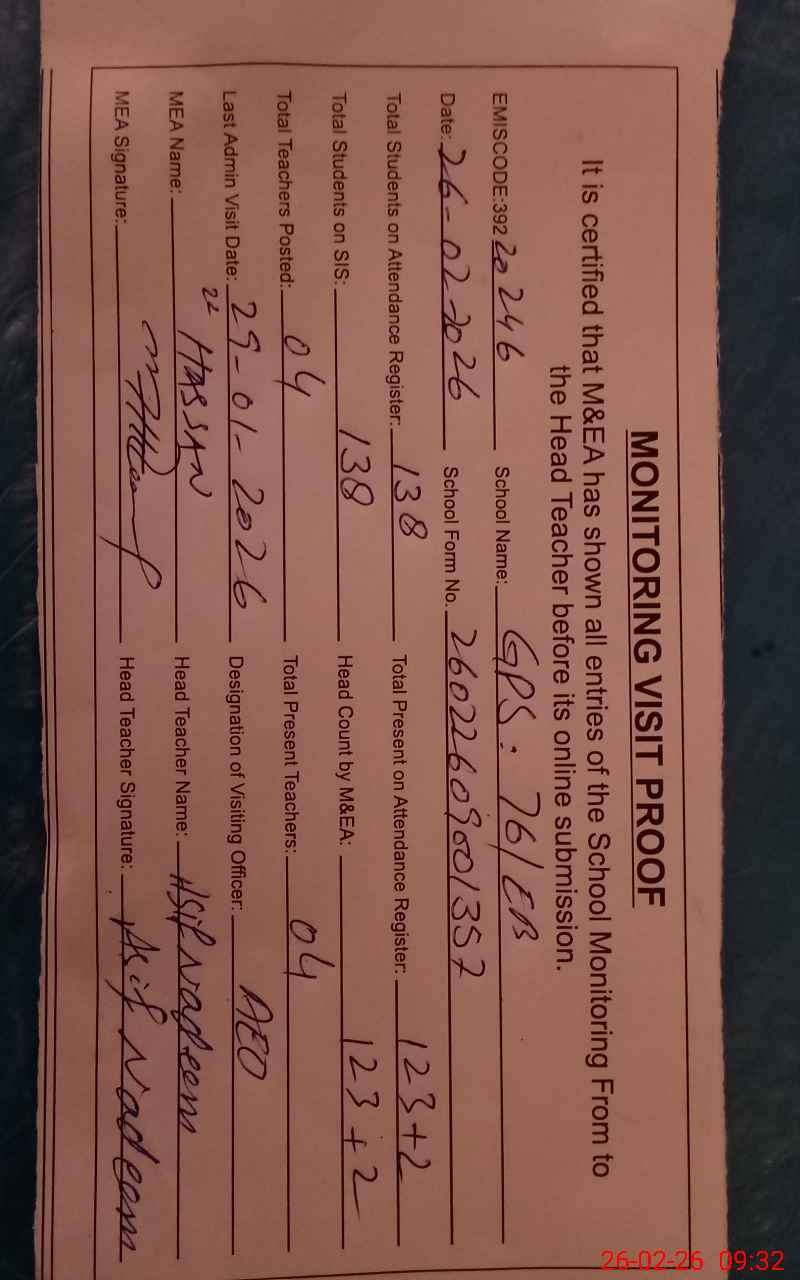 MONITORING VISIT PROOF
It is certified that M&EA has shown all entries of the School Monitoring From to
the Head Teacher before its online submission.
EMISCODE:392 20 246 School Name: GPS: 76/EB
Date: 26-02-2026 School Form No. 26022609001357
Total Students on Attendance Register: 138 Total Present on Attendance Register: 123+2
Total Students on SIS: 138 Head Count by M&EA: 123+2
Total Teachers Posted: 04 Total Present Teachers: 04
Last Admin Visit Date: 29-01-2026 Designation of Visiting Officer: AEO
MEA Name: 22 HASSAN Head Teacher Name: Asif Nadeem
MEA Signature: Head Teacher Signature: Asif Nadeem
26-02-26 09:32